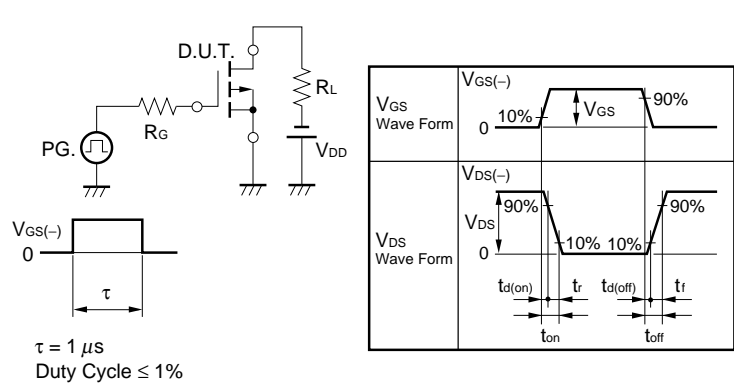 D.U.T.
RL
RG
PG.
VDD
VGS(−)
0
τ
τ = 1 μs
Duty Cycle ≤ 1%
VGS
Wave Form
VGS(−)
10%
0
VGS
90%
VDS
Wave Form
VDS(−)
90%
VDS
0
10%
10%
90%
td(on)
tr
td(off)
tf
ton
toff